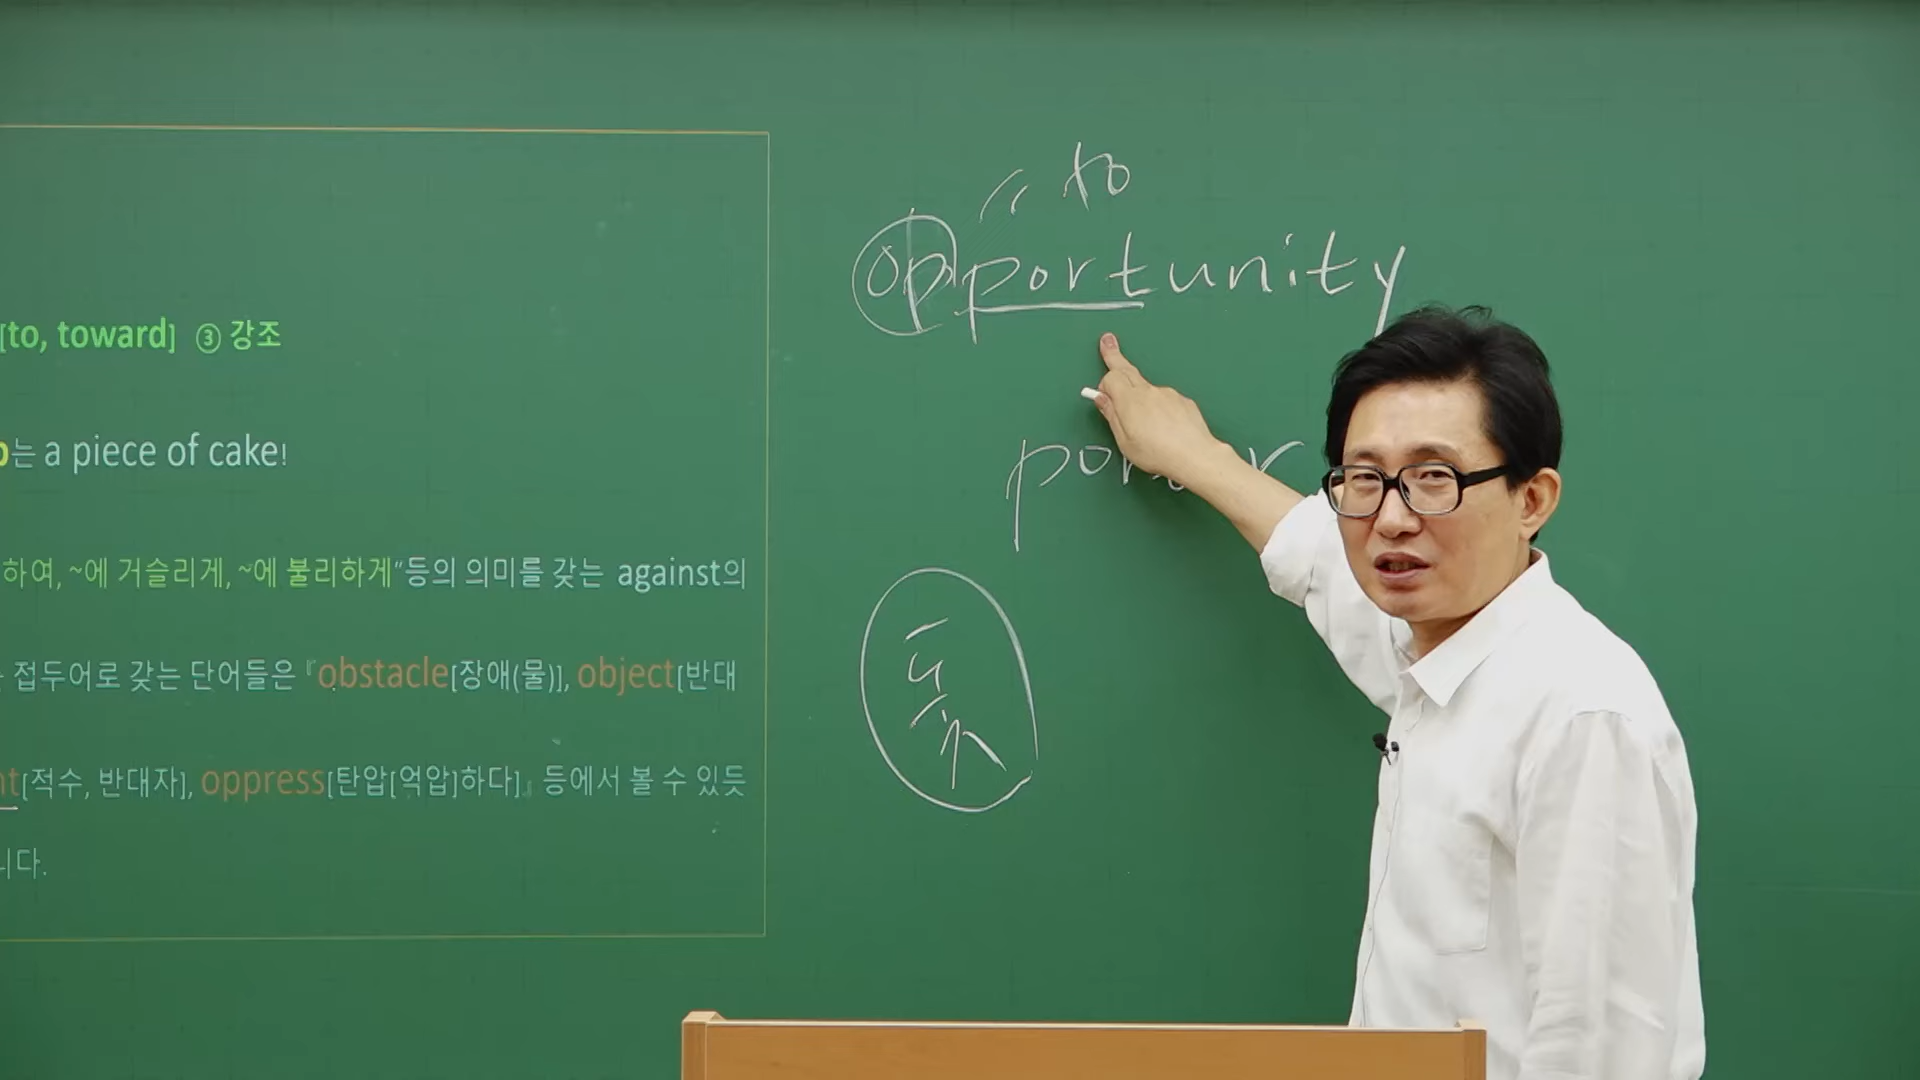 [to, toward] ③ 강조
는 a piece of cake!
하여, ~에 거슬리게, ~에 불리하게“등의 의미를 갖는 against의
접두어로 갖는 단어들은 『obstacle[장애(물)], object[반대
nt[적수, 반대자], oppress[탄압[억압]하다]』 등에서 볼 수 있듯
니다.
〃 to
opportunity